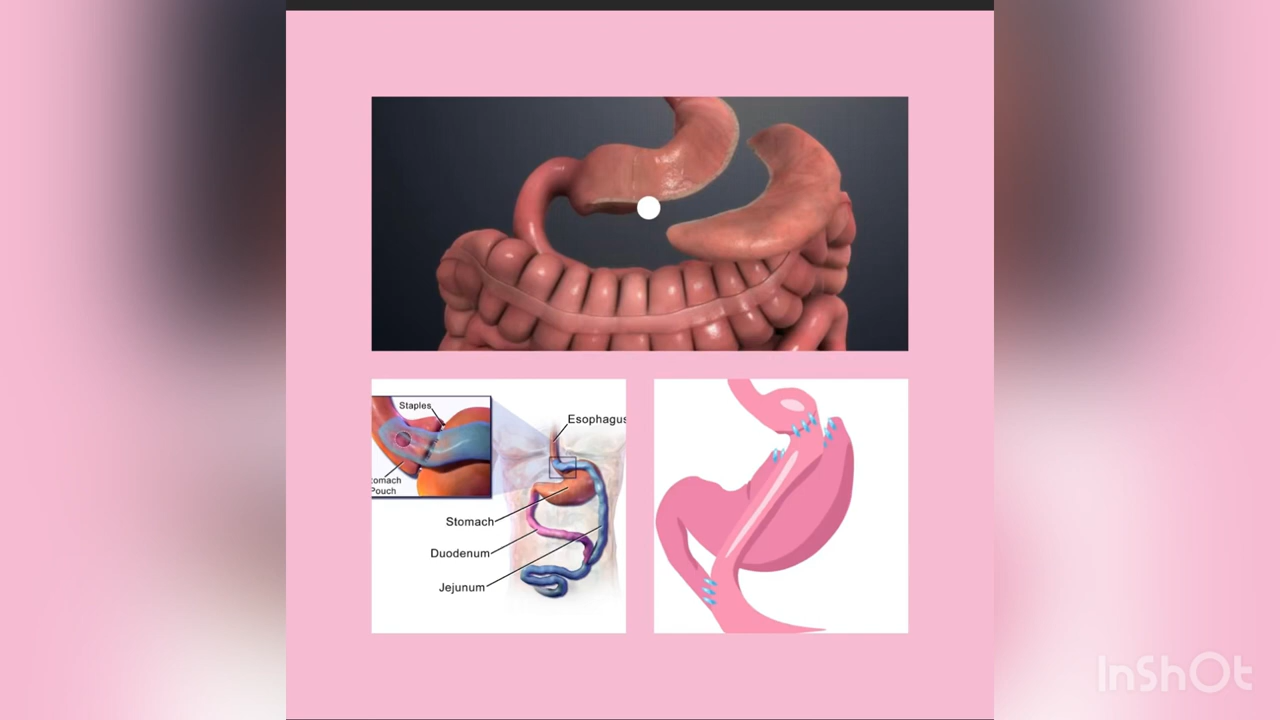 Staples
Esophagus
tomach
Pouch
Stomach
Duodenum
Jejunum
InShOt